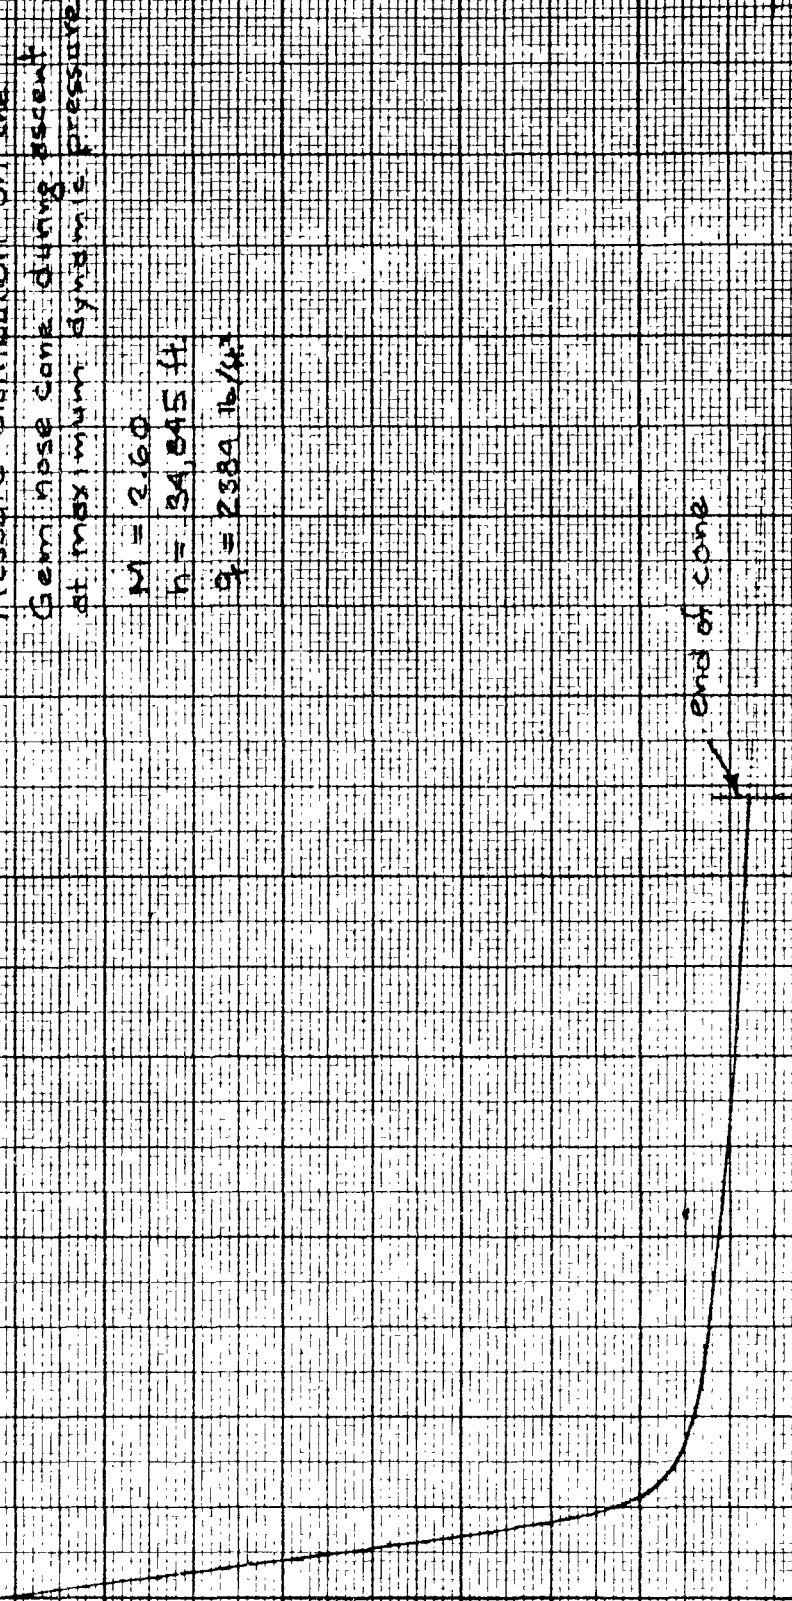 Gem nose cone during ascent
at maximum dynamic pressure
M = 2.60
h = 34,845 ft.
q = 2384 lb/ft²
end of cone